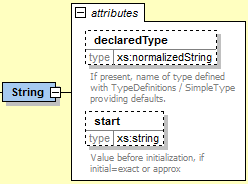 attributes
declaredType
type xs:normalizedString
If present, name of type defined
with TypeDefinitions / SimpleType
providing defaults.
String
start
type xs:string
Value before initialization, if
initial=exact or approx